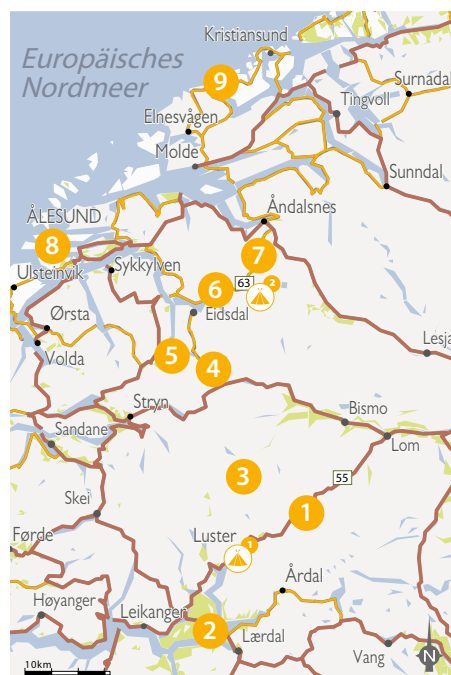 Kristiansund
Europäisches
Nordmeer
9
Surnadal
Tingvoll
Elnesvågen
Molde
Sunndal
ÅLESUND
Åndalsnes
8
7
Sykkylven
Ulsteinvik
6
63
2
Eidsdal
Ørsta
Volda
Lesja
5
4
Stryn
Bismo
Sandane
Lom
3
55
Skei
1
Førde
Luster
1
Årdal
Høyanger
Leikanger
2
Lærdal
Vang
N
10km